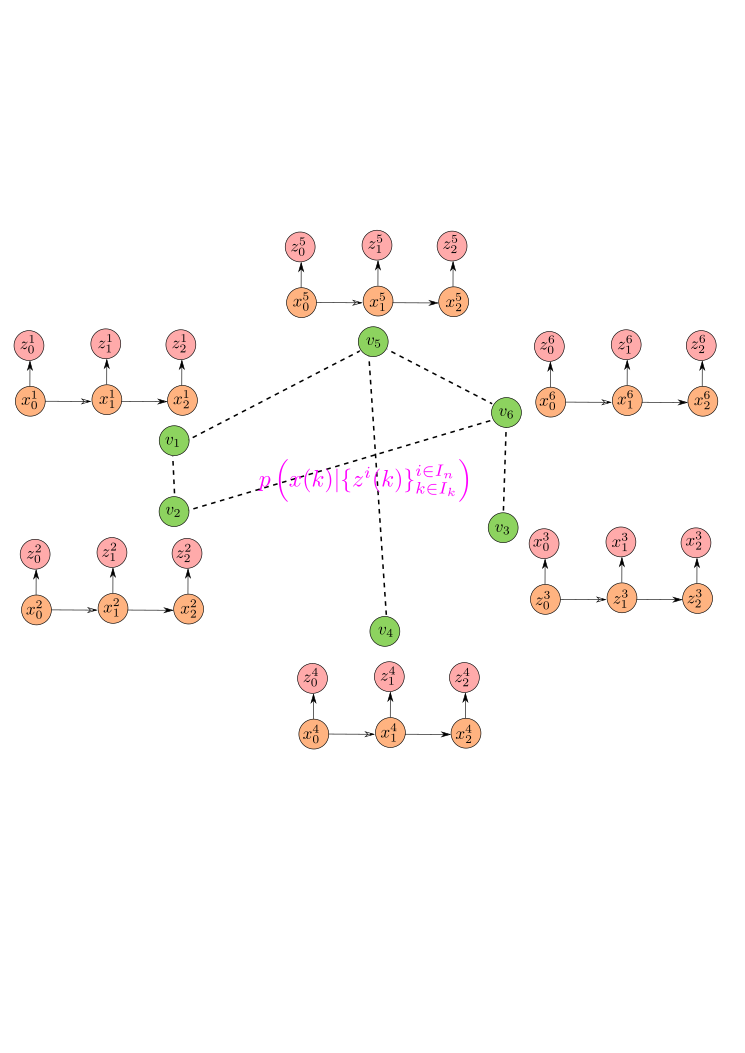 z_0^5 z_1^5 z_2^5
x_0^5 x_1^5 x_2^5
v_5
z_0^1 z_1^1 z_2^1
x_0^1 x_1^1 x_2^1
v_1
z_0^6 z_1^6 z_2^6
x_0^6 x_1^6 x_2^6
v_6
p(x(k)|{z^i(k)}_{k∈I_k}^{i∈I_n})
v_2
z_0^2 z_1^2 z_2^2
x_0^2 x_1^2 x_2^2
v_3
x_0^3 x_1^3 x_2^3
z_0^3 z_1^3 z_2^3
v_4
z_0^4 z_1^4 z_2^4
x_0^4 x_1^4 x_2^4